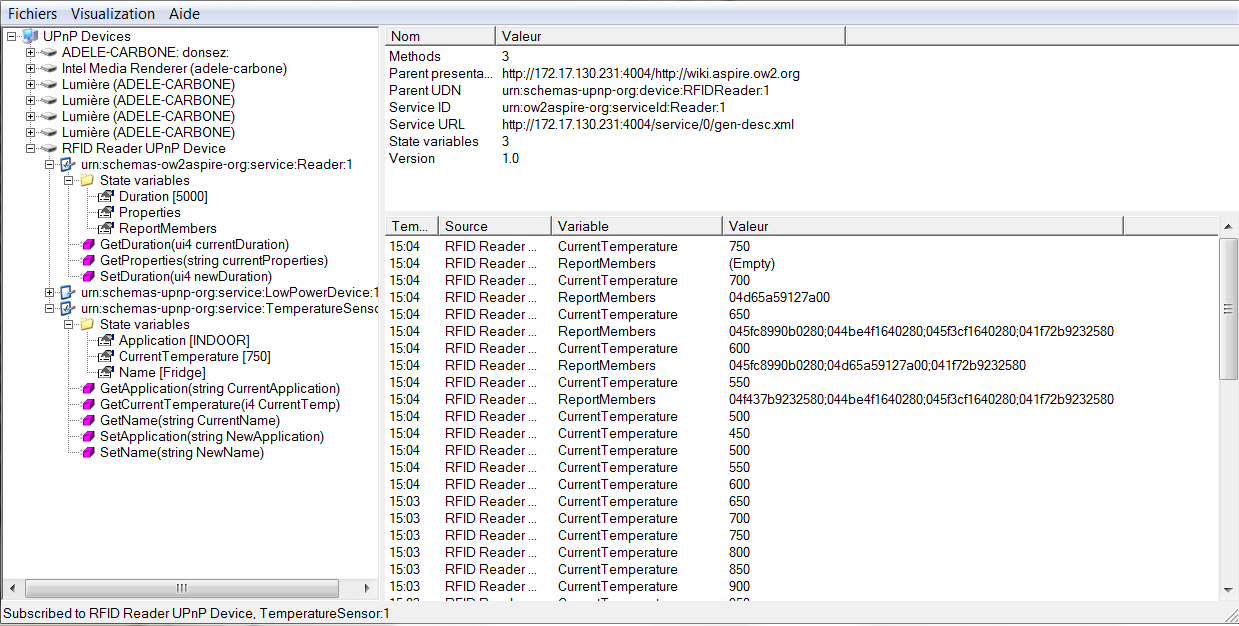 Fichiers Visualization Aide
UPnP Devices
ADELE-CARBONE: donsez:
Intel Media Renderer (adele-carbone)
Lumière (ADELE-CARBONE)
Lumière (ADELE-CARBONE)
Lumière (ADELE-CARBONE)
Lumière (ADELE-CARBONE)
RFID Reader UPnP Device
urn:schemas-ow2aspire-org:service:Reader:1
State variables
Duration [5000]
Properties
ReportMembers
GetDuration(ui4 currentDuration)
GetProperties(string currentProperties)
SetDuration(ui4 newDuration)
urn:schemas-upnp-org:service:LowPowerDevice:1
urn:schemas-upnp-org:service:TemperatureSenso
State variables
Application [INDOOR]
CurrentTemperature [750]
Name [Fridge]
GetApplication(string CurrentApplication)
GetCurrentTemperature(i4 CurrentTemp)
GetName(string CurrentName)
SetApplication(string NewApplication)
SetName(string NewName)
Nom Valeur
Methods 3
Parent presenta... http://172.17.130.231:4004/http://wiki.aspire.ow2.org
Parent UDN urn:schemas-upnp-org:device:RFIDReader:1
Service ID urn:ow2aspire-org:serviceId:Reader:1
Service URL http://172.17.130.231:4004/service/0/gen-desc.xml
State variables 3
Version 1.0
Tem... Source Variable Valeur
15:04 RFID Reader ... CurrentTemperature 750
15:04 RFID Reader ... ReportMembers (Empty)
15:04 RFID Reader ... CurrentTemperature 700
15:04 RFID Reader ... ReportMembers 04d65a59127a00
15:04 RFID Reader ... CurrentTemperature 650
15:04 RFID Reader ... ReportMembers 045fc8990b0280;044be4f1640280;045f3cf1640280;041f72b9232580
15:04 RFID Reader ... CurrentTemperature 600
15:04 RFID Reader ... ReportMembers 045fc8990b0280;04d65a59127a00;041f72b9232580
15:04 RFID Reader ... CurrentTemperature 550
15:04 RFID Reader ... ReportMembers 04f437b9232580;044be4f1640280;045f3cf1640280;041f72b9232580
15:04 RFID Reader ... CurrentTemperature 500
15:04 RFID Reader ... CurrentTemperature 450
15:04 RFID Reader ... CurrentTemperature 500
15:04 RFID Reader ... CurrentTemperature 550
15:04 RFID Reader ... CurrentTemperature 600
15:03 RFID Reader ... CurrentTemperature 650
15:03 RFID Reader ... CurrentTemperature 700
15:03 RFID Reader ... CurrentTemperature 750
15:03 RFID Reader ... CurrentTemperature 800
15:03 RFID Reader ... CurrentTemperature 850
15:03 RFID Reader ... CurrentTemperature 900
Subscribed to RFID Reader UPnP Device, TemperatureSensor:1